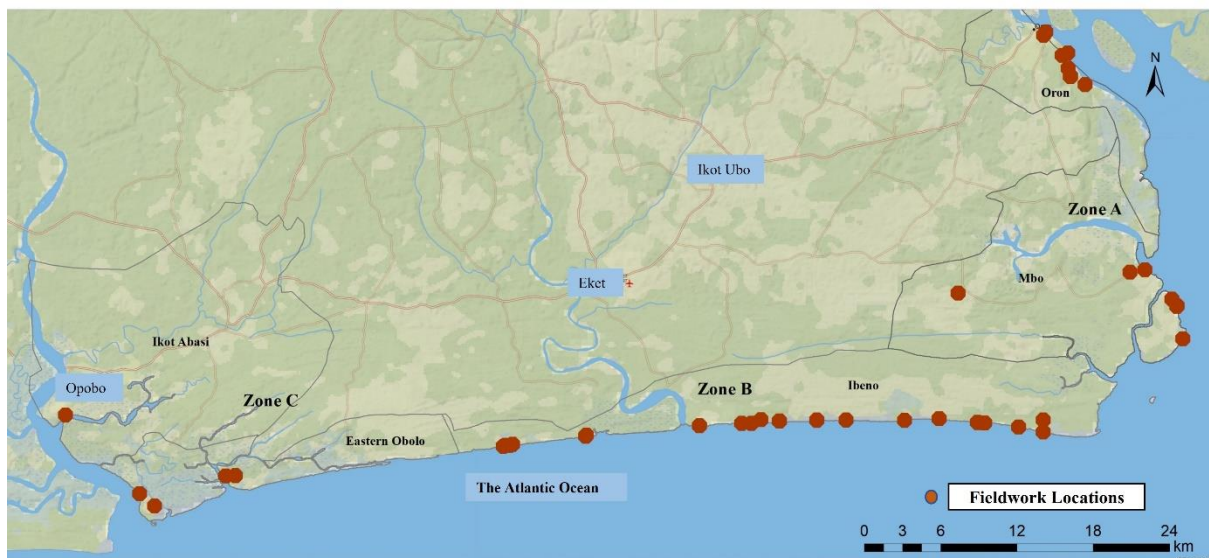 N
Oron
Ikot Ubo
Zone A
Eket
Mbo
Ikot Abasi
Opobo
Zone C
Zone B
Ibeno
Eastern Obolo
The Atlantic Ocean
Fieldwork Locations
0 3 6 12 18 24
km